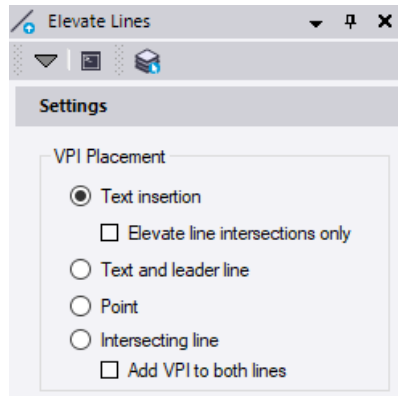 Elevate Lines
Settings
VPI Placement
Text insertion
Elevate line intersections only
Text and leader line
Point
Intersecting line
Add VPI to both lines